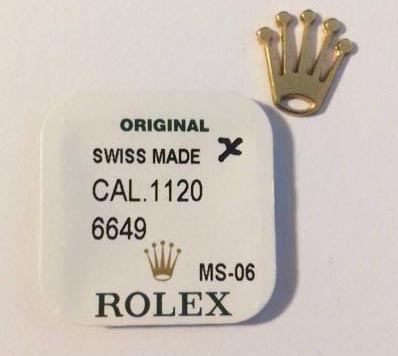 ORIGINAL
SWISS MADE X
CAL.1120
6649
MS-06
ROLEX